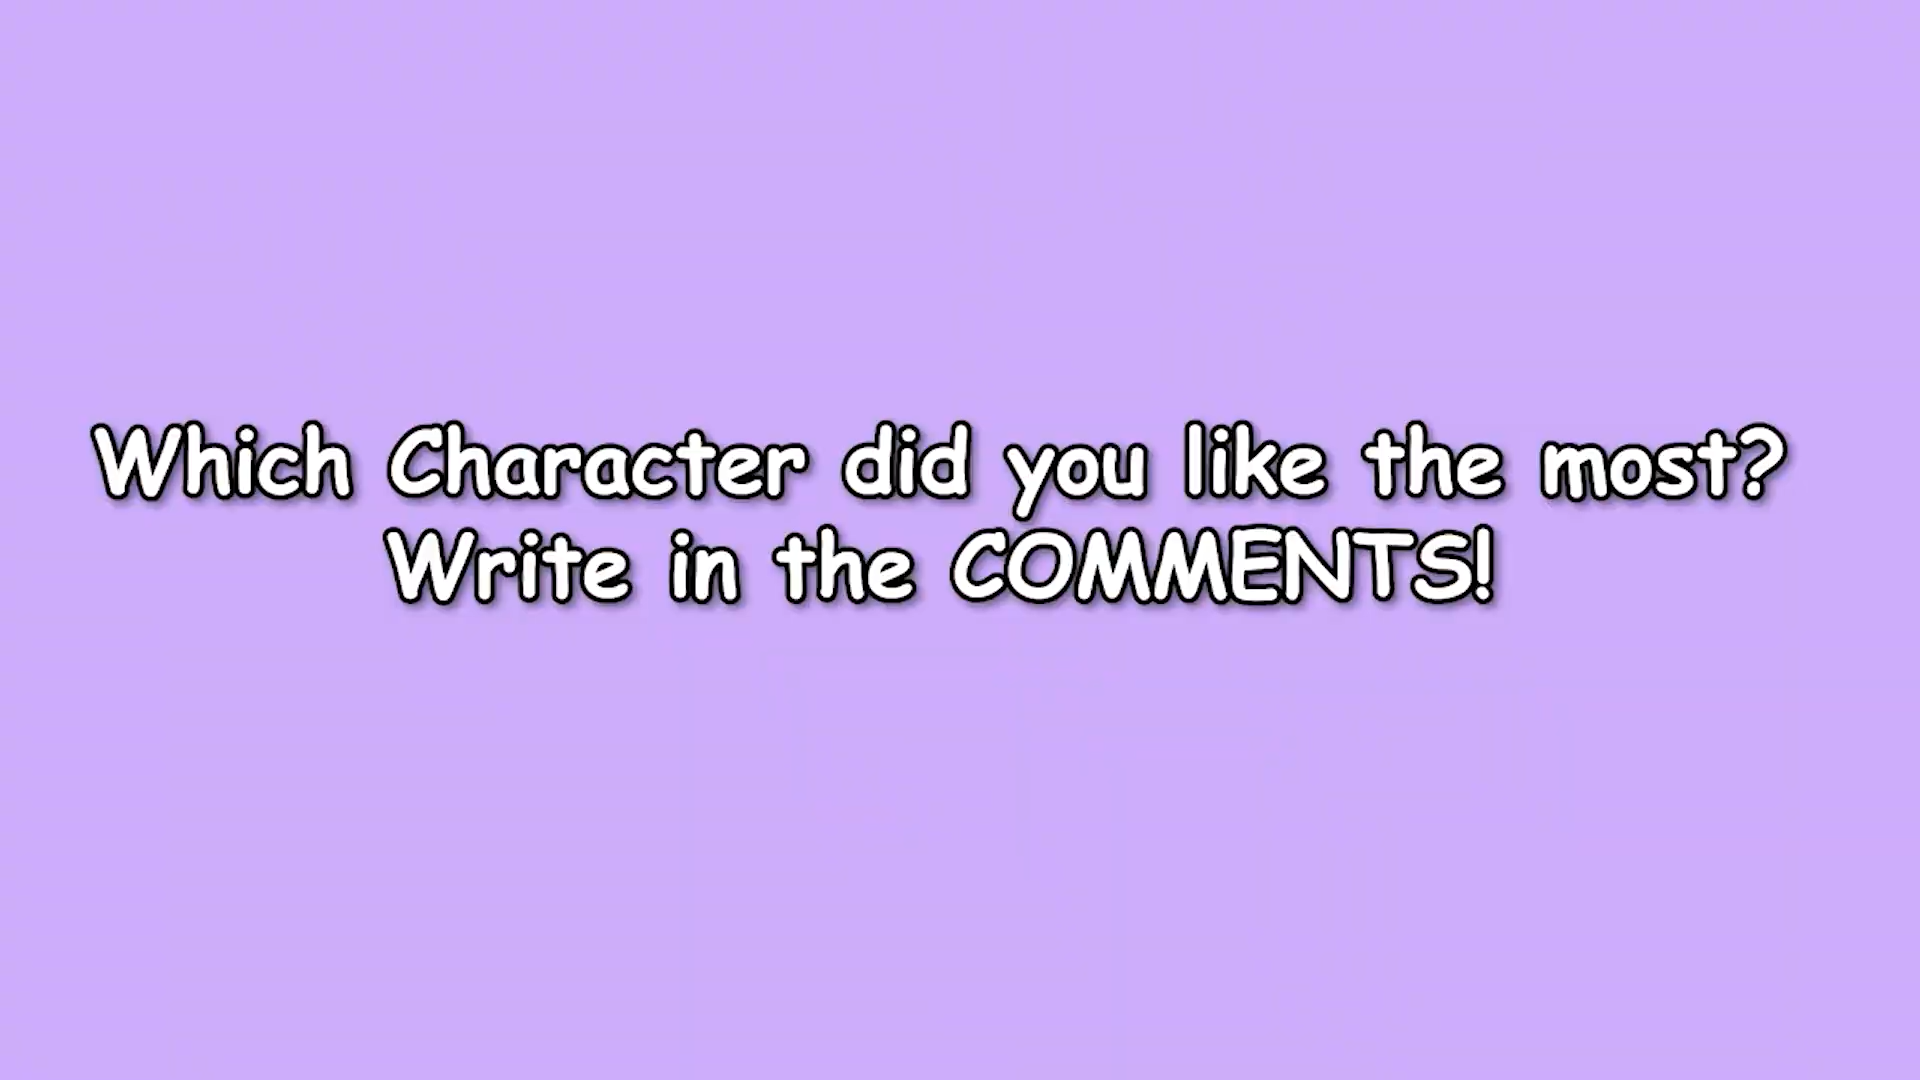 Which Character did you like the most?
Write in the COMMENTS!